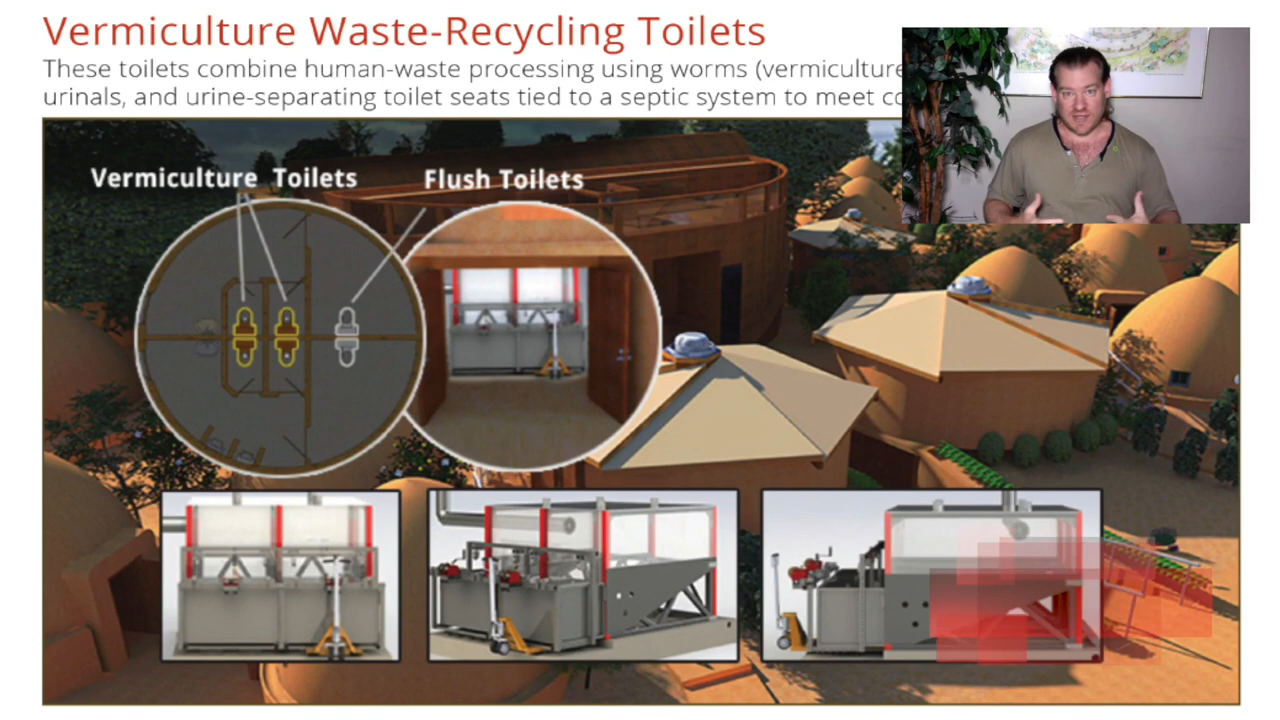 Vermiculture Waste-Recycling Toilets
These toilets combine human-waste processing using worms (vermiculture
urinals, and urine-separating toilet seats tied to a septic system to meet
Vermiculture Toilets
Flush Toilets